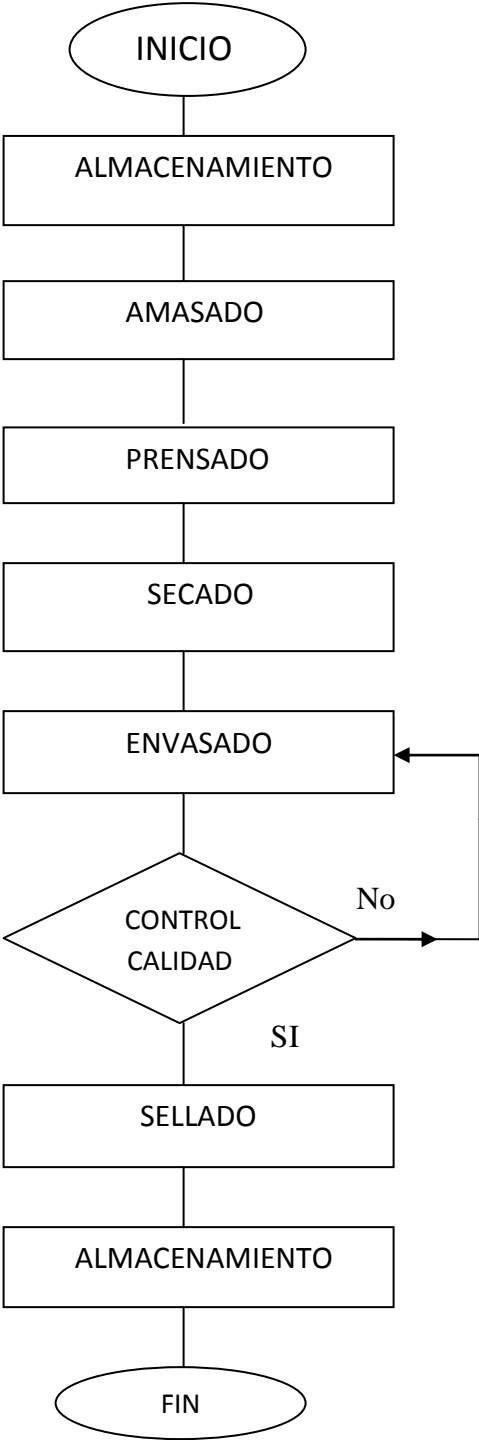 INICIO
ALMACENAMIENTO
AMASADO
PRENSADO
SECADO
ENVASADO
No
CONTROL
CALIDAD
SI
SELLADO
ALMACENAMIENTO
FIN